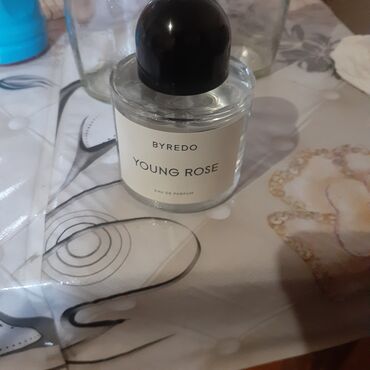 BYREDO
YOUNG ROSE
EAU DE PARFUM